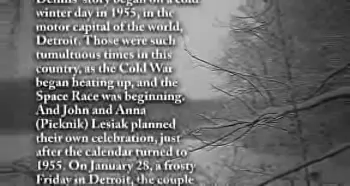 Dennis' story began on a cold
winter day in 1955, in the
motor capital of the world,
Detroit. Those were such
tumultuous times in this
country, as the Cold War
began heating up, and the
Space Race was beginning.
And John and Anna
(Pieknik) Lesiak planned
their own celebration, just
after the calendar turned to
1955. On January 28, a frosty
Friday in Detroit, the couple